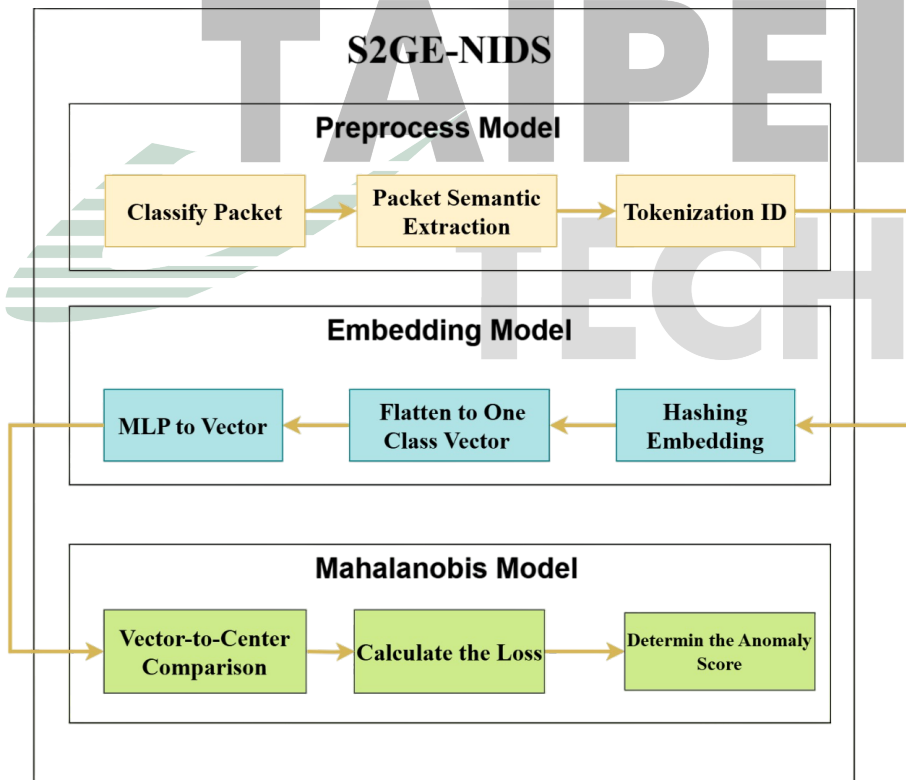 TAIPEI
TECH
S2GE-NIDS
Preprocess Model
Classify Packet
Packet Semantic
Extraction
Tokenization ID
Embedding Model
MLP to Vector
Flatten to One
Class Vector
Hashing
Embedding
Mahalanobis Model
Vector-to-Center
Comparison
Calculate the Loss
Determin the Anomaly
Score